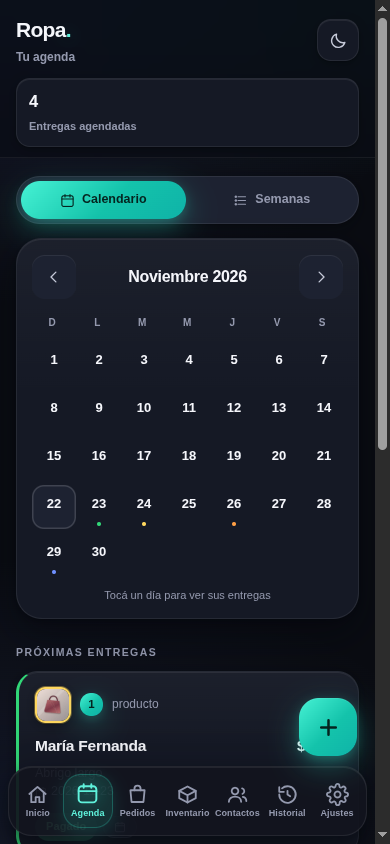 Ropa.
Tu agenda
4
Entregas agendadas
Calendario Semanas
Noviembre 2026
D L M M J V S
1 2 3 4 5 6 7
8 9 10 11 12 13 14
15 16 17 18 19 20 21
22 23 24 25 26 27 28
29 30
Tocá un día para ver sus entregas
PRÓXIMAS ENTREGAS
1 producto
María Fernanda $
Inicio Agenda Pedidos Inventario Contactos Historial Ajustes